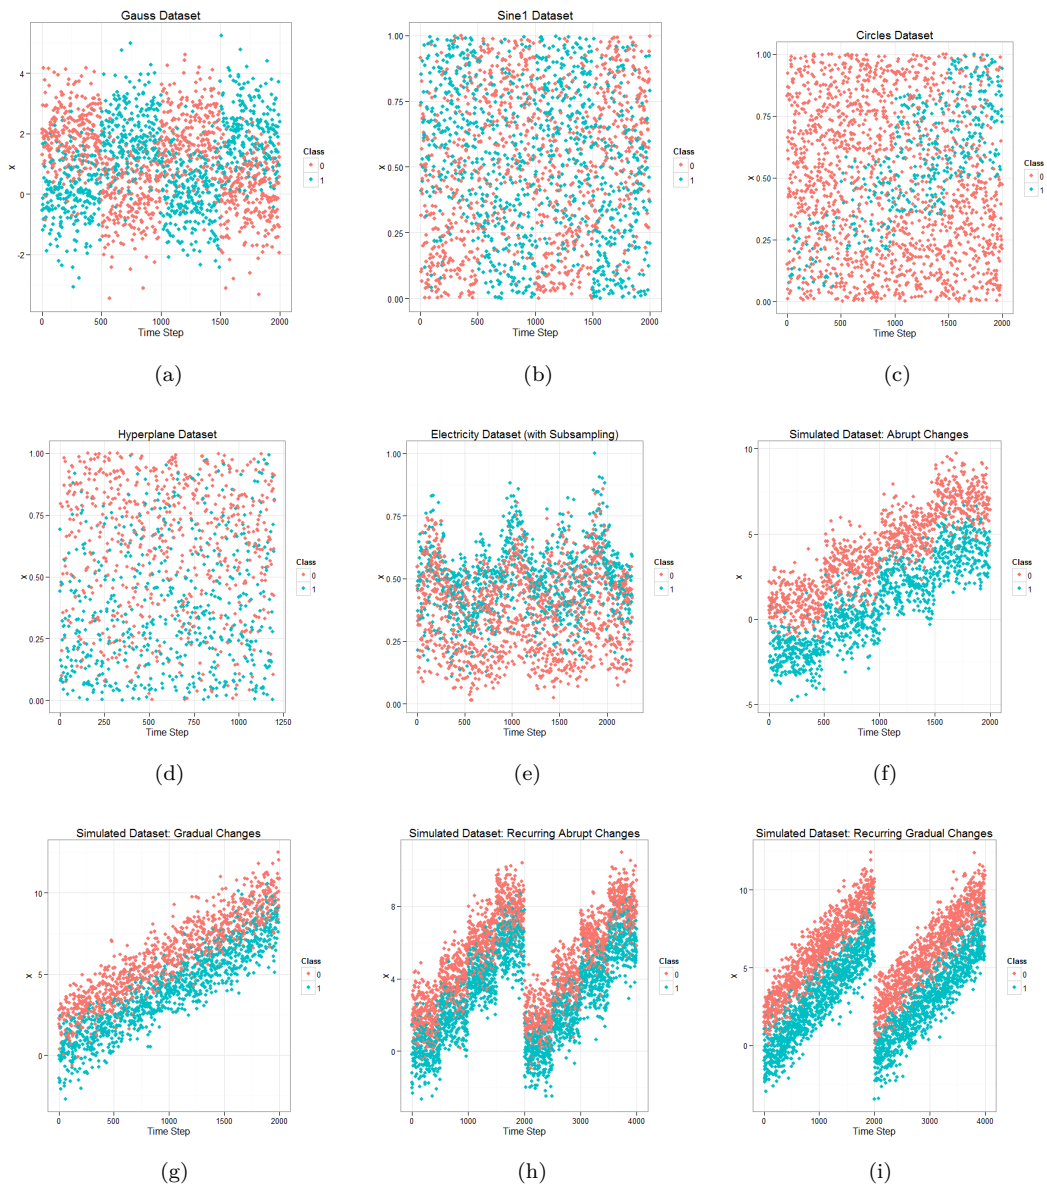 Gauss Dataset
X
4
2
0
-2
0 500 1000 1500 2000
Time Step
Class
0
1
(a)
Sine1 Dataset
X
1.00
0.75
0.50
0.25
0.00
0 500 1000 1500 2000
Time Step
Class
0
1
(b)
Circles Dataset
X
1.00
0.75
0.50
0.25
0.00
0 500 1000 1500 2000
Time Step
Class
0
1
(c)
Hyperplane Dataset
X
1.00
0.75
0.50
0.25
0.00
0 250 500 750 1000 1250
Time Step
Class
0
1
(d)
Electricity Dataset (with Subsampling)
X
1.00
0.75
0.50
0.25
0.00
0 500 1000 1500 2000
Time Step
Class
0
1
(e)
Simulated Dataset: Abrupt Changes
X
10
5
0
-5
0 500 1000 1500 2000
Time Step
Class
0
1
(f)
Simulated Dataset: Gradual Changes
X
10
5
0
0 500 1000 1500 2000
Time Step
Class
0
1
(g)
Simulated Dataset: Recurring Abrupt Changes
X
8
4
0
0 1000 2000 3000 4000
Time Step
Class
0
1
(h)
Simulated Dataset: Recurring Gradual Changes
X
10
5
0
0 1000 2000 3000 4000
Time Step
Class
0
1
(i)